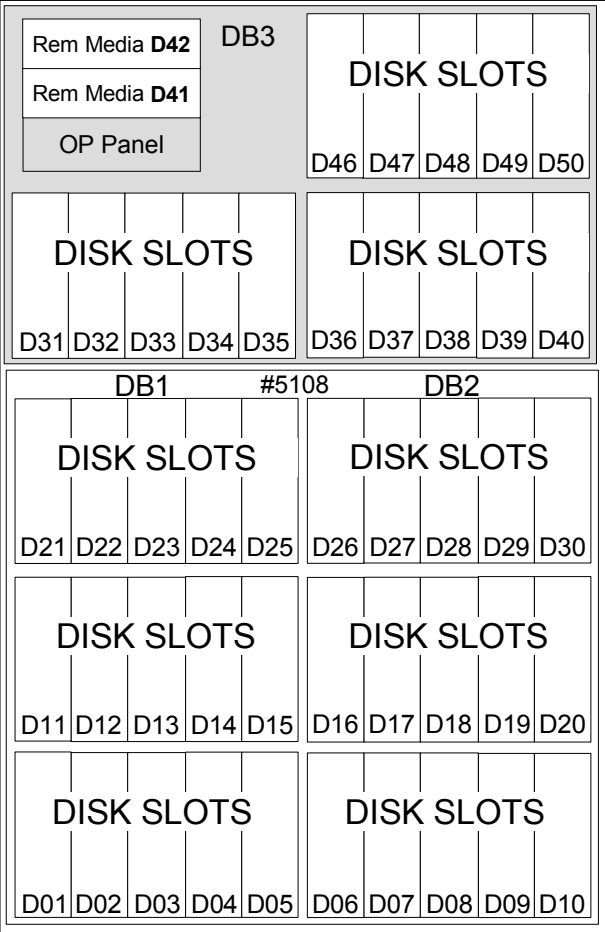 Rem Media D42
DB3
Rem Media D41
OP Panel
DISK SLOTS
D46 D47 D48 D49 D50
DISK SLOTS
D31 D32 D33 D34 D35
DISK SLOTS
D36 D37 D38 D39 D40
DB1 #5108 DB2
DISK SLOTS
D21 D22 D23 D24 D25
DISK SLOTS
D26 D27 D28 D29 D30
DISK SLOTS
D11 D12 D13 D14 D15
DISK SLOTS
D16 D17 D18 D19 D20
DISK SLOTS
D01 D02 D03 D04 D05
DISK SLOTS
D06 D07 D08 D09 D10